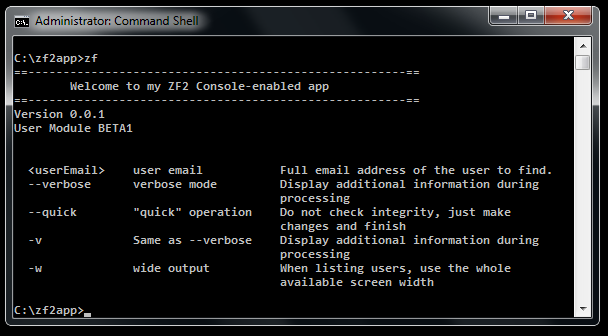 Administrator: Command Shell
C:\zf2app>zf
==------------------------------------------------------==
Welcome to my ZF2 Console-enabled app
==------------------------------------------------------==
Version 0.0.1
User Module BETA1
<userEmail> user email Full email address of the user to find.
--verbose verbose mode Display additional information during
processing
--quick "quick" operation Do not check integrity, just make
changes and finish
-v Same as --verbose Display additional information during
processing
-w wide output When listing users, use the whole
available screen width
C:\zf2app>_